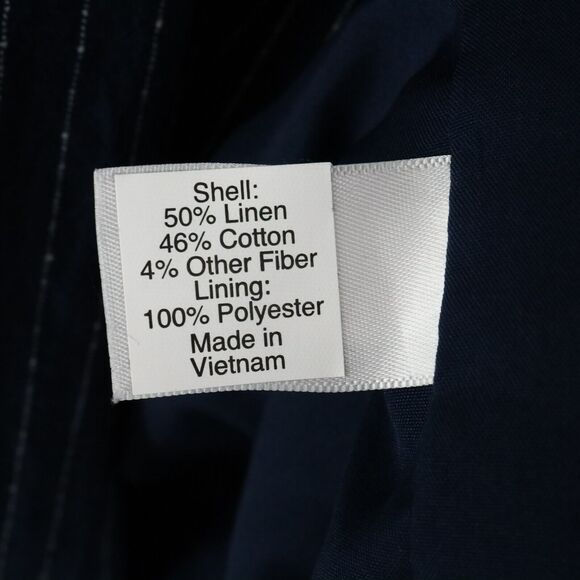 Shell:
50% Linen
46% Cotton
4% Other Fiber
Lining:
100% Polyester
Made in
Vietnam